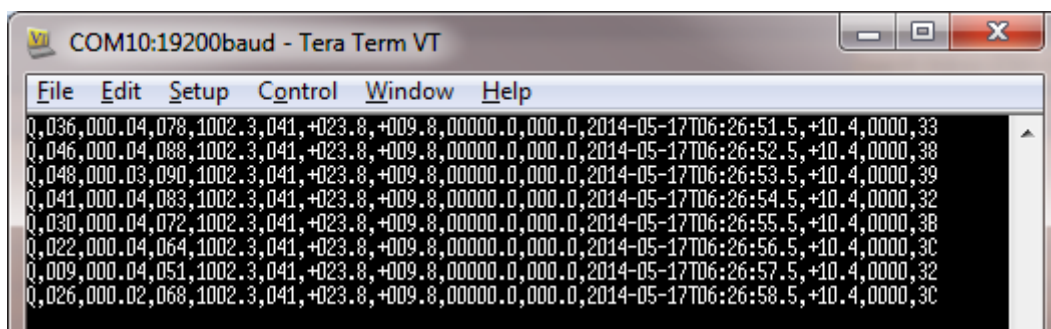 COM10:19200baud - Tera Term VT
File Edit Setup Control Window Help
Q,036,000.04,078,1002.3,041,+023.8,+009.8,00000.0,000.0,2014-05-17T06:26:51.5,+10.4,0000,33
Q,046,000.04,088,1002.3,041,+023.8,+009.8,00000.0,000.0,2014-05-17T06:26:52.5,+10.4,0000,38
Q,048,000.03,090,1002.3,041,+023.8,+009.8,00000.0,000.0,2014-05-17T06:26:53.5,+10.4,0000,39
Q,041,000.04,083,1002.3,041,+023.8,+009.8,00000.0,000.0,2014-05-17T06:26:54.5,+10.4,0000,32
Q,030,000.04,072,1002.3,041,+023.8,+009.8,00000.0,000.0,2014-05-17T06:26:55.5,+10.4,0000,3B
Q,022,000.04,064,1002.3,041,+023.8,+009.8,00000.0,000.0,2014-05-17T06:26:56.5,+10.4,0000,3C
Q,009,000.04,051,1002.3,041,+023.8,+009.8,00000.0,000.0,2014-05-17T06:26:57.5,+10.4,0000,32
Q,026,000.02,068,1002.3,041,+023.8,+009.8,00000.0,000.0,2014-05-17T06:26:58.5,+10.4,0000,3C